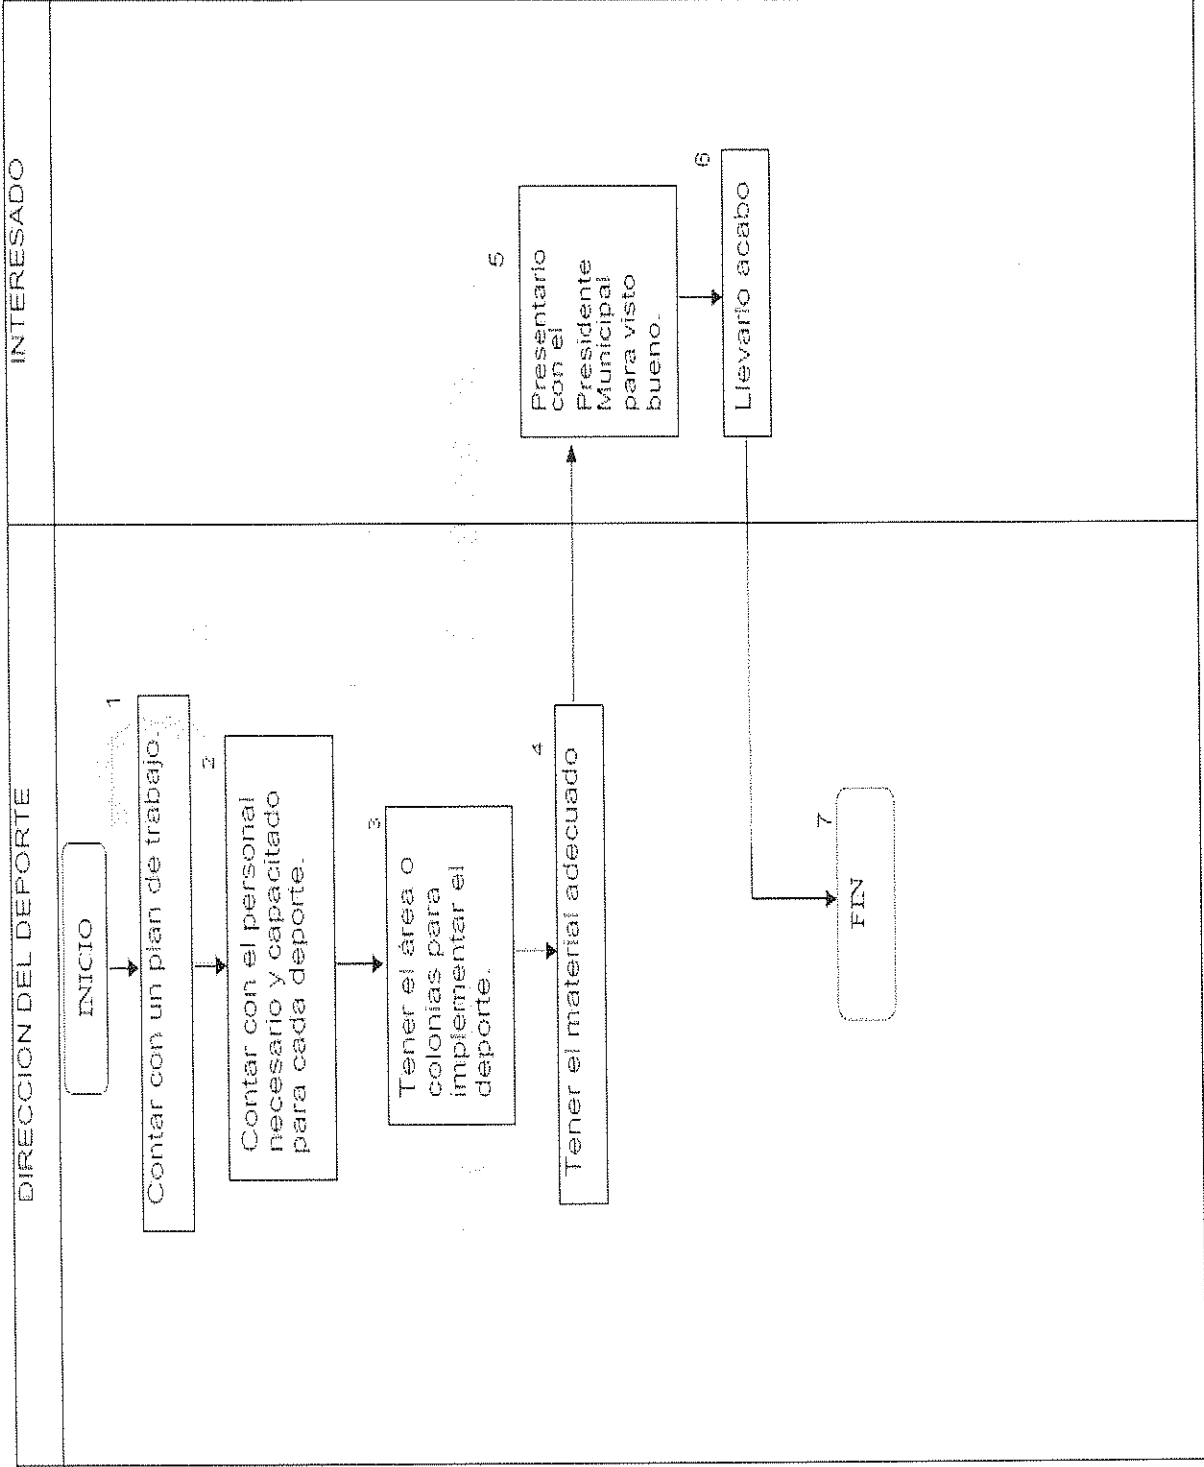 DIRECCION DEL DEPORTE
INTERESADO
INICIO
1
Contar con un plan de trabajo.
2
Contar con el personal
necesario y capacitado
para cada deporte.
3
Tener el área o
colonias para
implementar el
deporte.
4
Tener el material adecuado
5
Presentarlo
con el
Presidente
Municipal
para visto
bueno.
6
Llevarlo acabo
7
FIN